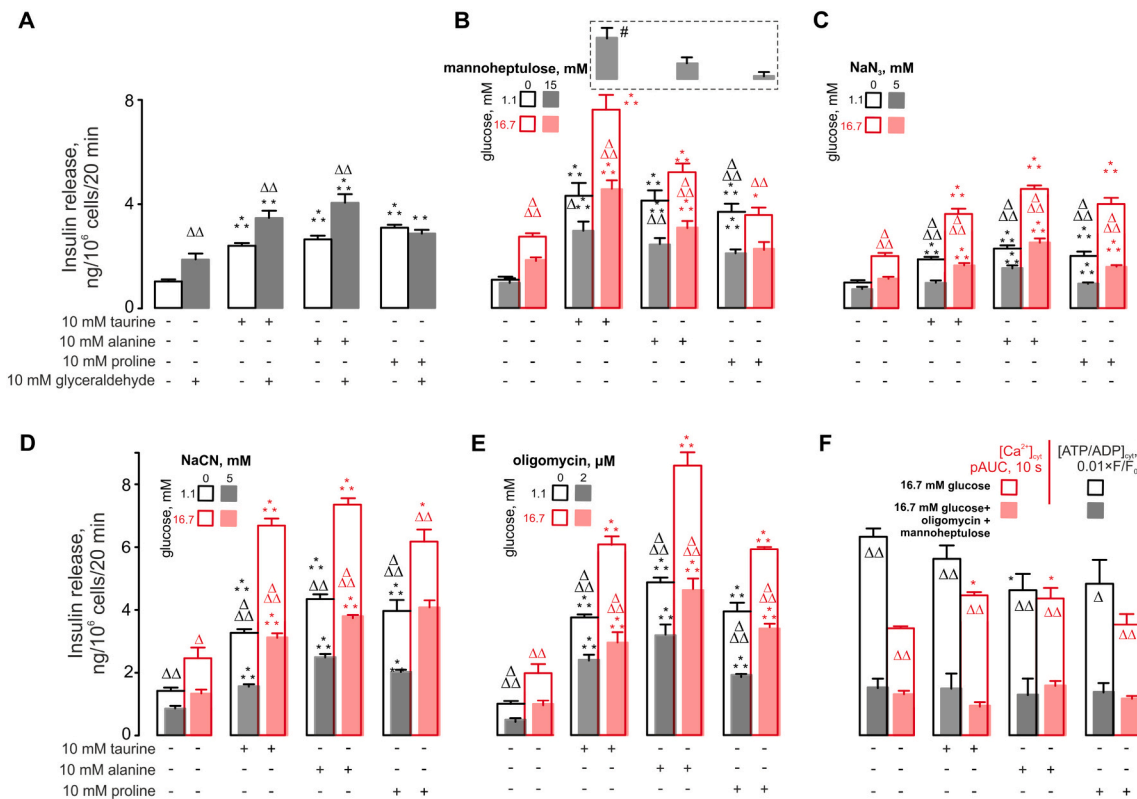 A
Insulin release,
ng/10⁶ cells/20 min
8
4
0
ΔΔ
* * *
ΔΔ
* * *
* * *
ΔΔ
* * *
* * *
* * *
10 mM taurine - - + + - - - -
10 mM alanine - - - - + + - -
10 mM proline - - - - - - + +
10 mM glyceraldehyde - + - + - + - +
B
#
mannoheptulose, mM
0 15
glucose, mM
1.1
16.7
- - + + - - - -
- - - - + + - -
- - - - - - + +
C
NaN₃, mM
0 5
glucose, mM
1.1
16.7
- - + + - - - -
- - - - + + - -
- - - - - - + +
D
NaCN, mM
0 5
glucose, mM
1.1
16.7
Insulin release,
ng/10⁶ cells/20 min
8
6
4
2
0
10 mM taurine - - + + - - - -
10 mM alanine - - - - + + - -
10 mM proline - - - - - - + +
E
oligomycin, µM
0 2
glucose, mM
1.1
16.7
- - + + - - - -
- - - - + + - -
- - - - - - + +
F
[Ca²⁺]cyt
pAUC, 10 s
[ATP/ADP]cyt,
0.01×F/F₀
16.7 mM glucose
16.7 mM glucose+
oligomycin +
mannoheptulose
- - + + - - - -
- - - - + + - -
- - - - - - + +